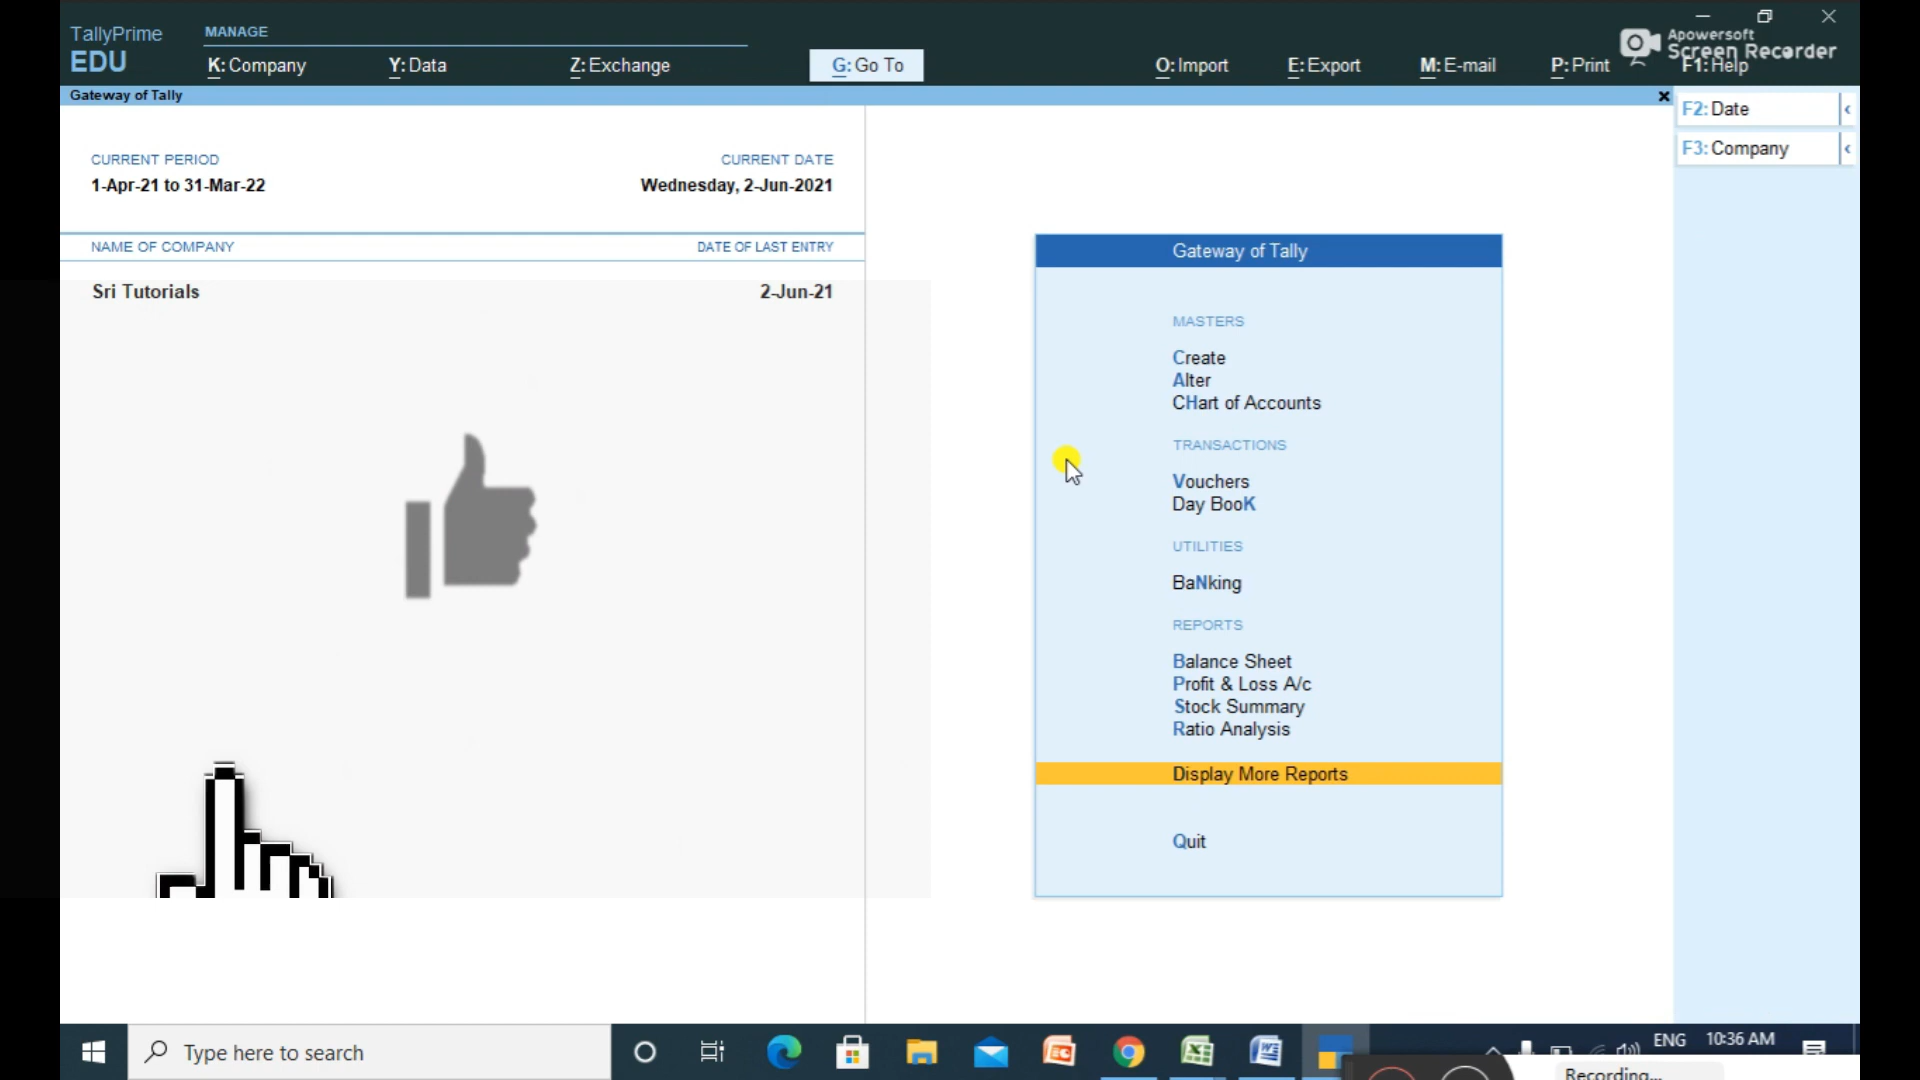 TallyPrime
EDU
MANAGE
K: Company
Y: Data
Z: Exchange
G: Go To
O: Import
E: Export
M: E-mail
P: Print
F1: Help
Apowersoft
Screen Recorder
Gateway of Tally
F2: Date
F3: Company
CURRENT PERIOD
CURRENT DATE
1-Apr-21 to 31-Mar-22
Wednesday, 2-Jun-2021
NAME OF COMPANY
DATE OF LAST ENTRY
Sri Tutorials
2-Jun-21
Gateway of Tally
MASTERS
Create
Alter
CHart of Accounts
TRANSACTIONS
Vouchers
Day BooK
UTILITIES
BaNking
REPORTS
Balance Sheet
Profit & Loss A/c
Stock Summary
Ratio Analysis
Display More Reports
Quit
Type here to search
ENG
10:36 AM
Recording...